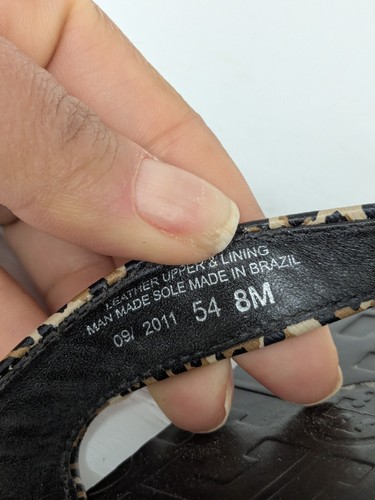 LEATHER UPPER & LINING
MAN MADE SOLE MADE IN BRAZIL
09/ 2011 54 8M